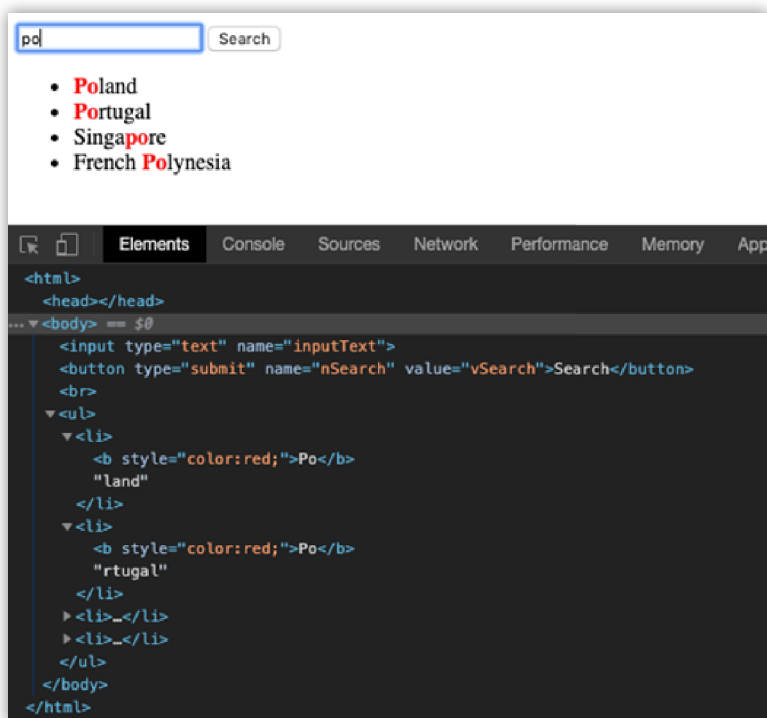 po Search
• Poland
• Portugal
• Singapore
• French Polynesia
Elements Console Sources Network Performance Memory App
<html>
<head></head>
... ▼<body> == $0
<input type="text" name="inputText">
<button type="submit" name="nSearch" value="vSearch">Search</button>
<br>
▼<ul>
▼<li>
<b style="color:red;">Po</b>
"land"
</li>
▼<li>
<b style="color:red;">Po</b>
"rtugal"
</li>
▶<li>…</li>
▶<li>…</li>
</ul>
</body>
</html>